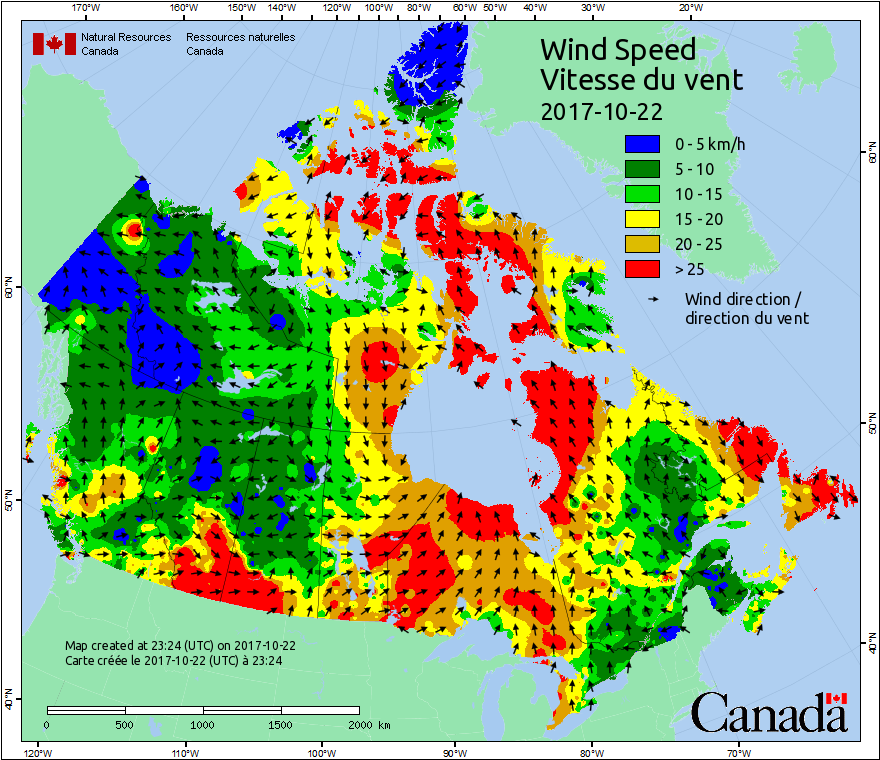 170°W 160°W 150°W 140°W 130°W 120°W 110°W 100°W 90°W 80°W 70°W 60°W 50°W 40°W 30°W 20°W
Natural Resources Canada
Ressources naturelles Canada
Wind Speed
Vitesse du vent
2017-10-22
0 - 5 km/h
5 - 10
10 - 15
15 - 20
20 - 25
> 25
Wind direction /
direction du vent
60°N
60°N
50°N
50°N
40°N
40°N
Map created at 23:24 (UTC) on 2017-10-22
Carte créée le 2017-10-22 (UTC) à 23:24
0 500 1000 1500 2000 km
Canada
120°W 110°W 100°W 90°W 80°W 70°W